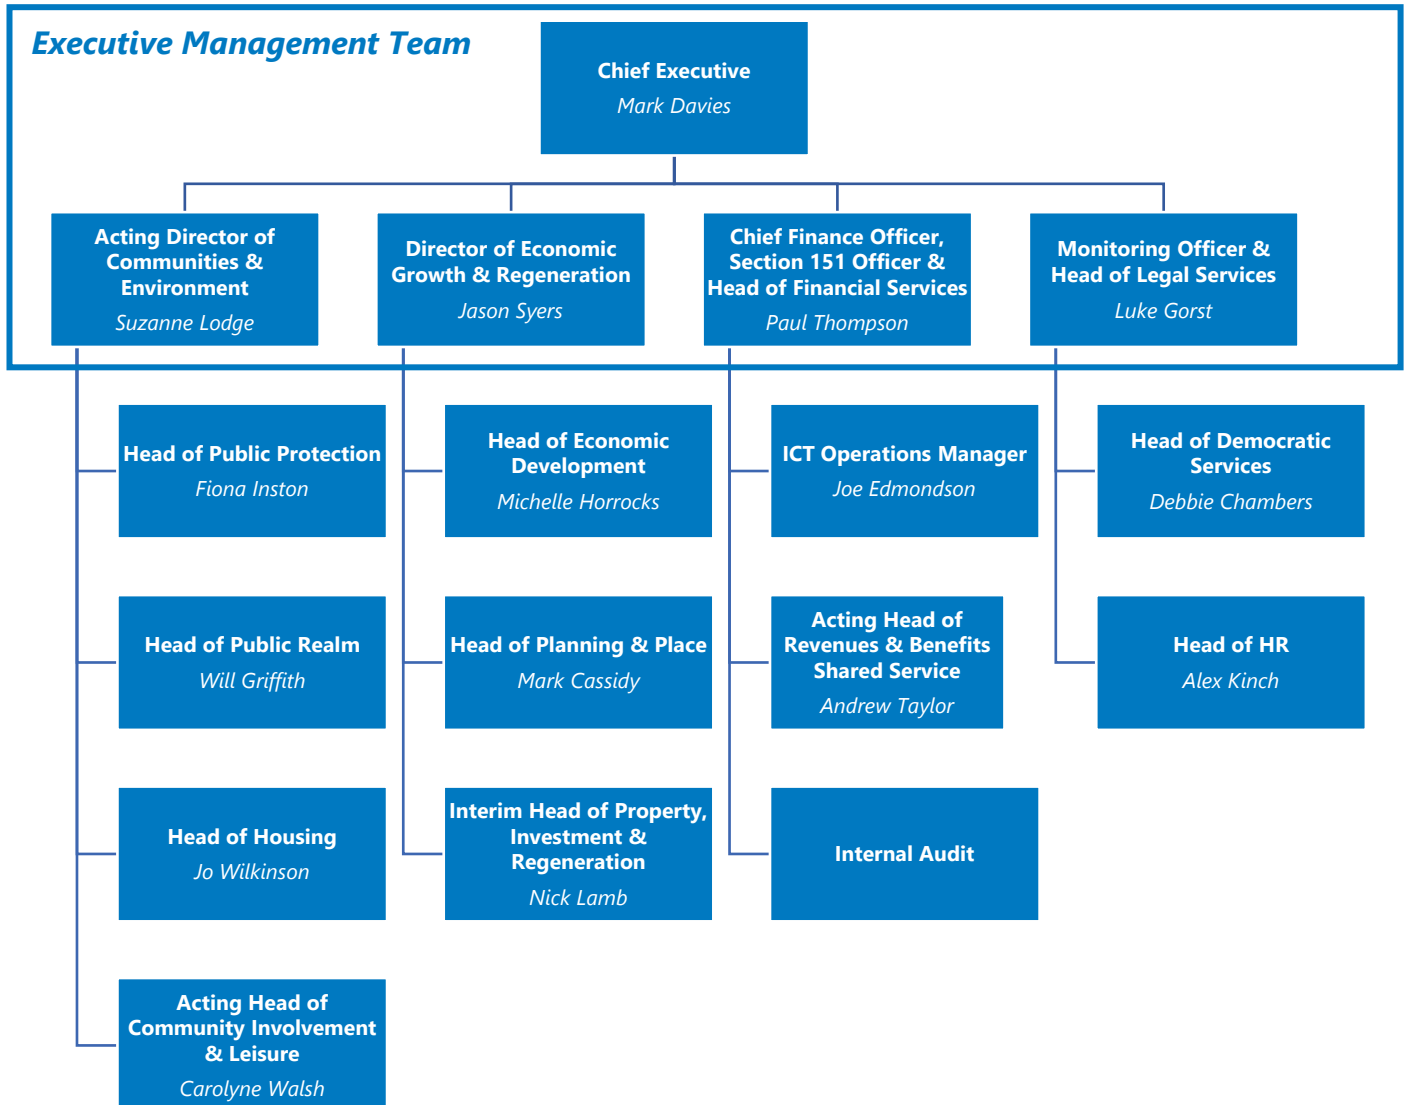 Executive Management Team
Chief Executive
Mark Davies
Acting Director of
Communities &
Environment
Suzanne Lodge
Director of Economic
Growth & Regeneration
Jason Syers
Chief Finance Officer,
Section 151 Officer &
Head of Financial Services
Paul Thompson
Monitoring Officer &
Head of Legal Services
Luke Gorst
Head of Public Protection
Fiona Inston
Head of Economic
Development
Michelle Horrocks
ICT Operations Manager
Joe Edmondson
Head of Democratic
Services
Debbie Chambers
Head of Public Realm
Will Griffith
Head of Planning & Place
Mark Cassidy
Acting Head of
Revenues & Benefits
Shared Service
Andrew Taylor
Head of HR
Alex Kinch
Head of Housing
Jo Wilkinson
Interim Head of Property,
Investment &
Regeneration
Nick Lamb
Internal Audit
Acting Head of
Community Involvement
& Leisure
Carolyne Walsh